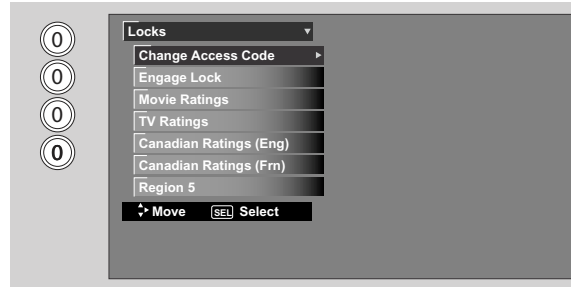 0
0
0
0
Locks
Change Access Code
Engage Lock
Movie Ratings
TV Ratings
Canadian Ratings (Eng)
Canadian Ratings (Frn)
Region 5
Move SEL Select